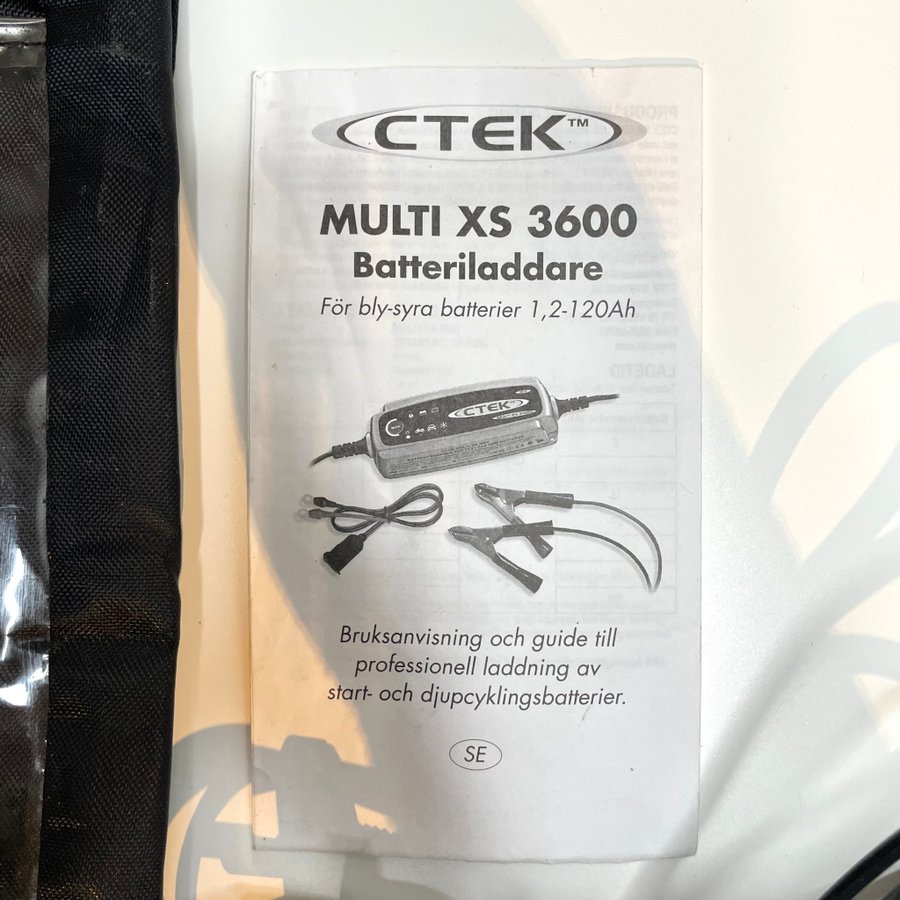 CTEK™
MULTI XS 3600
Batteriladdare
För bly-syra batterier 1,2-120Ah
CTEK™
Bruksanvisning och guide till
professionell laddning av
start- och djupcyklingsbatterier.
SE